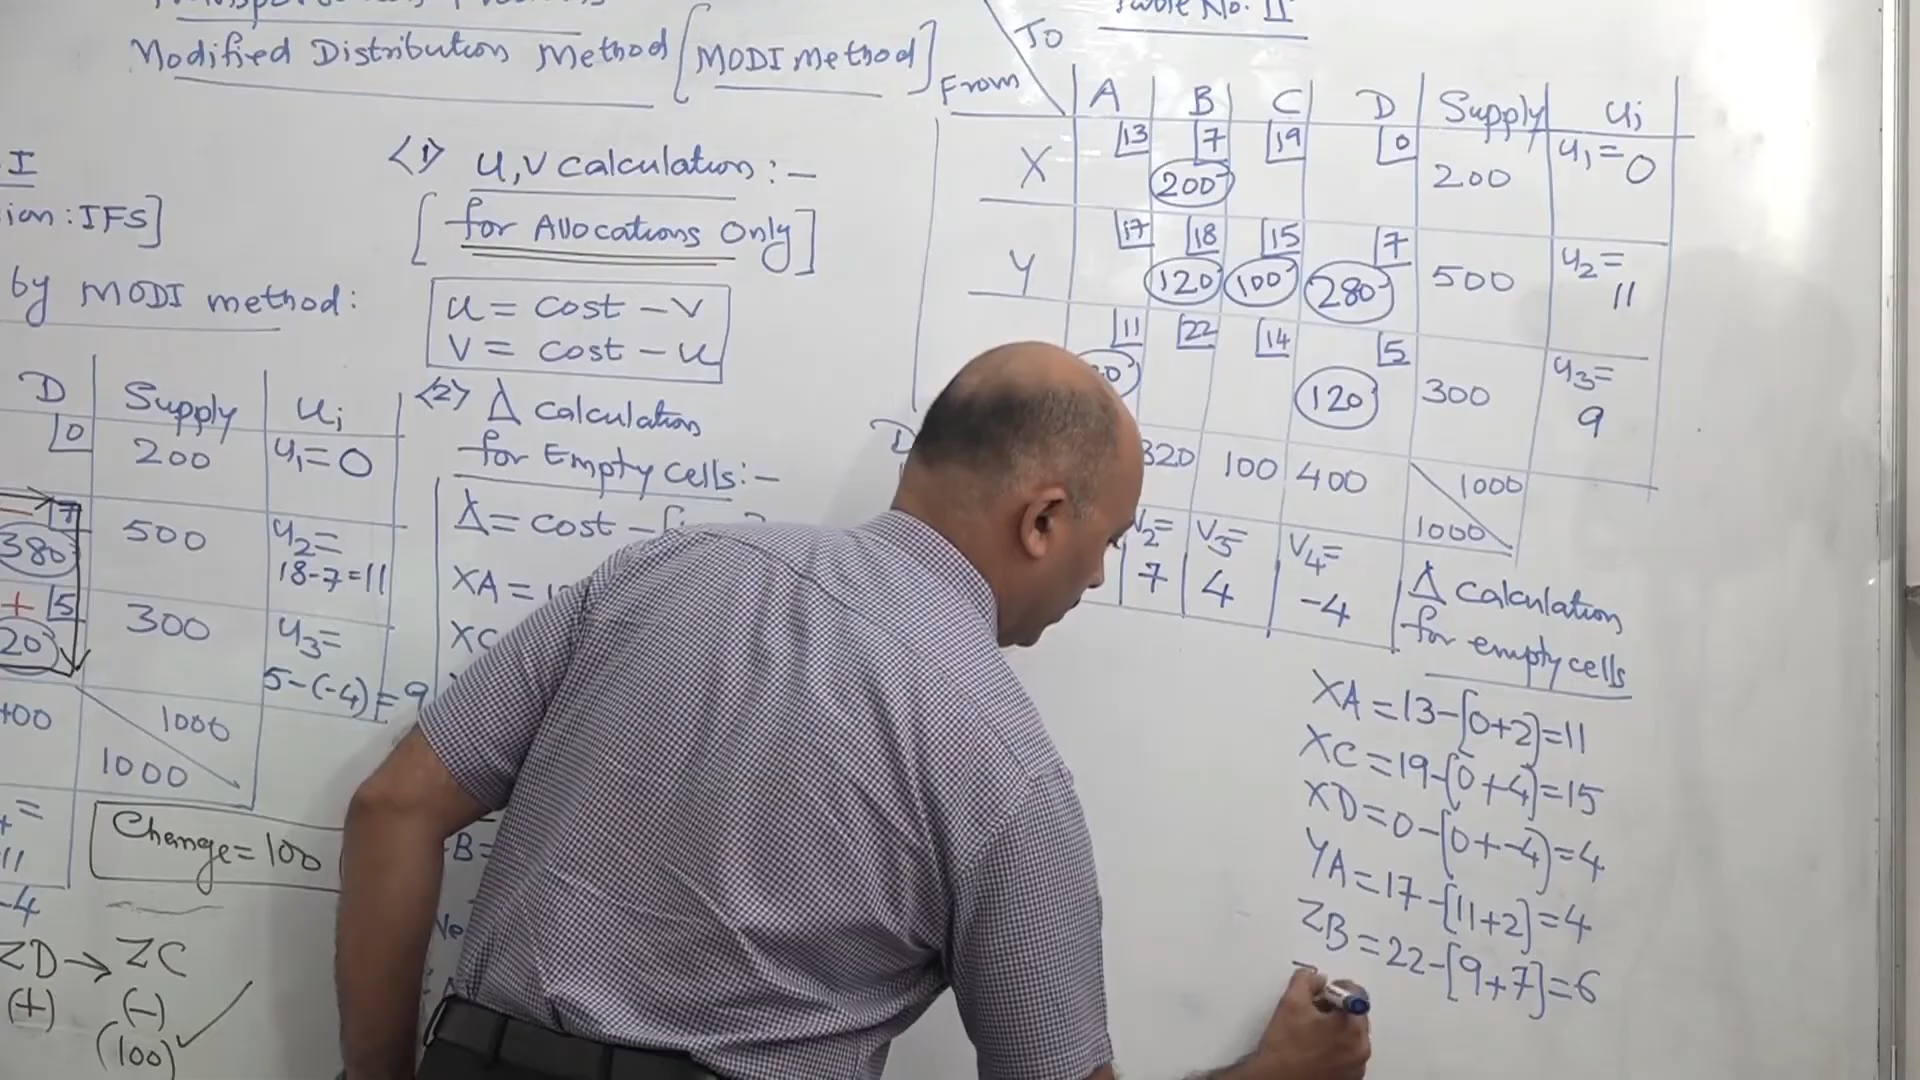 Modified Distribution Method [MODI Method]
I
ion : IFS]
by MODI method:
D Supply ui
0 200 u1=0
7 380 500 u2= 18-7=11
+ 5 20 300 u3= 5-(-4)=9
1000
1000
Change=100
-4
ZD → ZC
(+) (-)
(100)
<1> U,V calculation :-
[for Allocations Only]
u = cost - v
v = cost - u
<2> Δ calculation
for Empty cells:-
Δ = cost -
XA =
XC
Table No. II
To
From A B C D Supply ui
X 13 7 200 19 0 200 u1=0
Y 17 18 120 15 100 7 280 500 u2= 11
11 22 14 5 120 300 u3= 9
320 100 400 1000
1000
V2= 7 V3= 4 V4= -4
Δ calculation
for empty cells
XA = 13-[0+2]=11
XC = 19-[0+4]=15
XD = 0-[0+-4]=4
YA = 17-[11+2]=4
ZB = 22-[9+7]=6